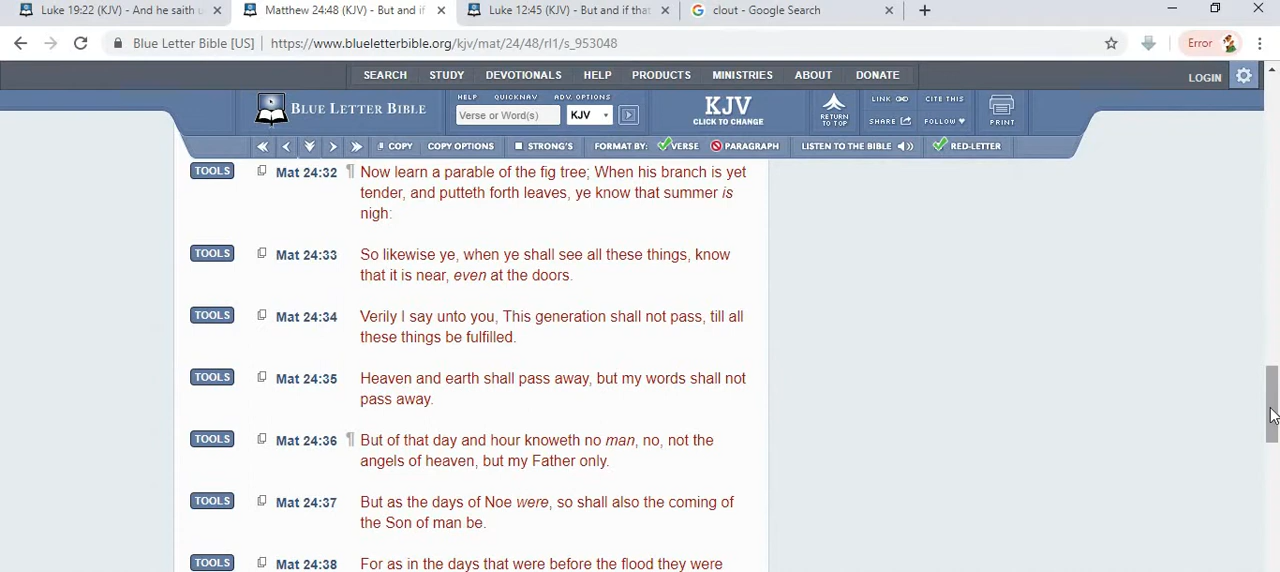 Luke 19:22 (KJV) - And he saith u
Matthew 24:48 (KJV) - But and if
Luke 12:45 (KJV) - But and if that
clout - Google Search
Blue Letter Bible [US] https://www.blueletterbible.org/kjv/mat/24/48/rl1/s_953048
Error
SEARCH STUDY DEVOTIONALS HELP PRODUCTS MINISTRIES ABOUT DONATE
LOGIN
BLUE LETTER BIBLE
HELP QUICKNAV ADV. OPTIONS
Verse or Word(s) KJV
KJV
CLICK TO CHANGE
RETURN
TO TOP
LINK CITE THIS
SHARE FOLLOW
PRINT
COPY COPY OPTIONS STRONG'S FORMAT BY: VERSE PARAGRAPH LISTEN TO THE BIBLE RED-LETTER
TOOLS Mat 24:32 ¶ Now learn a parable of the fig tree; When his branch is yet
tender, and putteth forth leaves, ye know that summer is
nigh:
TOOLS Mat 24:33 So likewise ye, when ye shall see all these things, know
that it is near, even at the doors.
TOOLS Mat 24:34 Verily I say unto you, This generation shall not pass, till all
these things be fulfilled.
TOOLS Mat 24:35 Heaven and earth shall pass away, but my words shall not
pass away.
TOOLS Mat 24:36 ¶ But of that day and hour knoweth no man, no, not the
angels of heaven, but my Father only.
TOOLS Mat 24:37 But as the days of Noe were, so shall also the coming of
the Son of man be.
TOOLS Mat 24:38 For as in the days that were before the flood they were